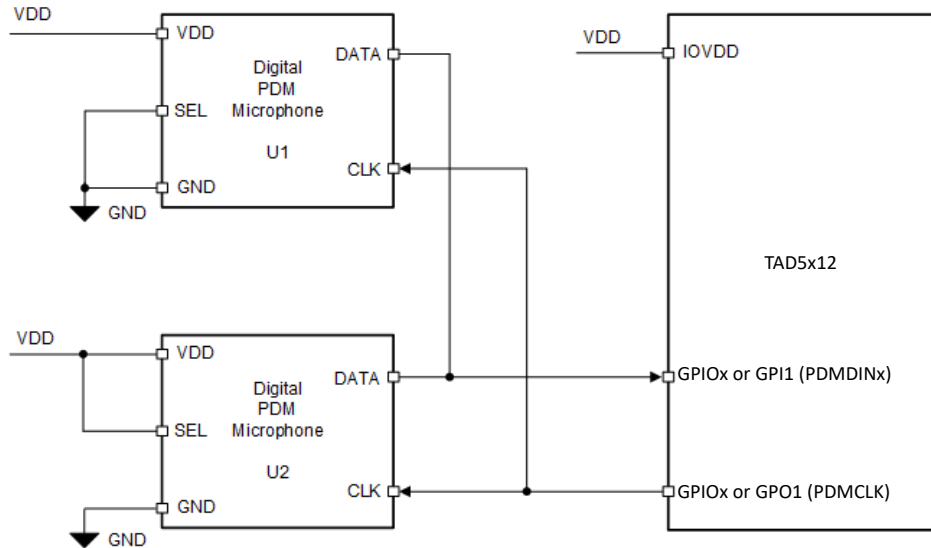 VDD
VDD
DATA
Digital
PDM
Microphone
SEL
U1
CLK
GND
GND
VDD
IOVDD
TAD5x12
VDD
VDD
DATA
Digital
PDM
Microphone
SEL
U2
CLK
GND
GND
GPIOx or GPI1 (PDMDINx)
GPIOx or GPO1 (PDMCLK)